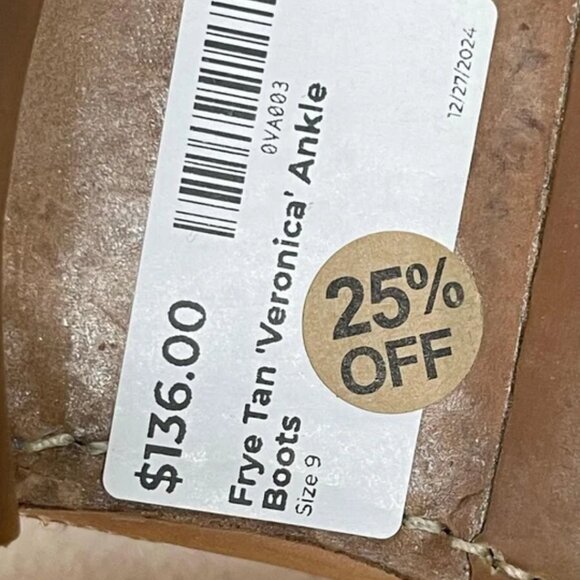 0VA003
12/27/2024
$136.00
Frye Tan 'Veronica' Ankle
Boots
Size 9
25%
OFF